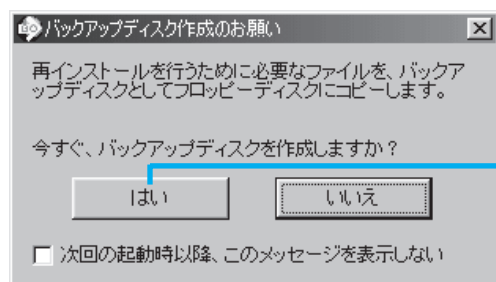 バックアップディスク作成のお願い
再インストールを行うために必要なファイルを、バックア
ップディスクとしてフロッピーディスクにコピーします。
今すぐ、バックアップディスクを作成しますか？
はい
いいえ
次回の起動時以降、このメッセージを表示しない